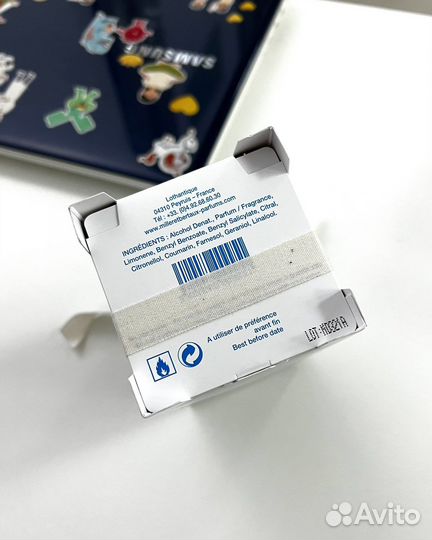 SAMSUNG
Lothantique
04310 Peyruis - France
Tél : +33. (0)4.92.68.60.30
www.milleretbertaux-parfums.com
INGRÉDIENTS : Alcohol Denat., Parfum / Fragrance,
Limonene, Benzyl Benzoate, Benzyl Salicylate, Citral,
Citronellol, Coumarin, Farnesol, Geraniol, Linalool.
A utiliser de préférence
avant fin
Best before date
LOT:
Avito